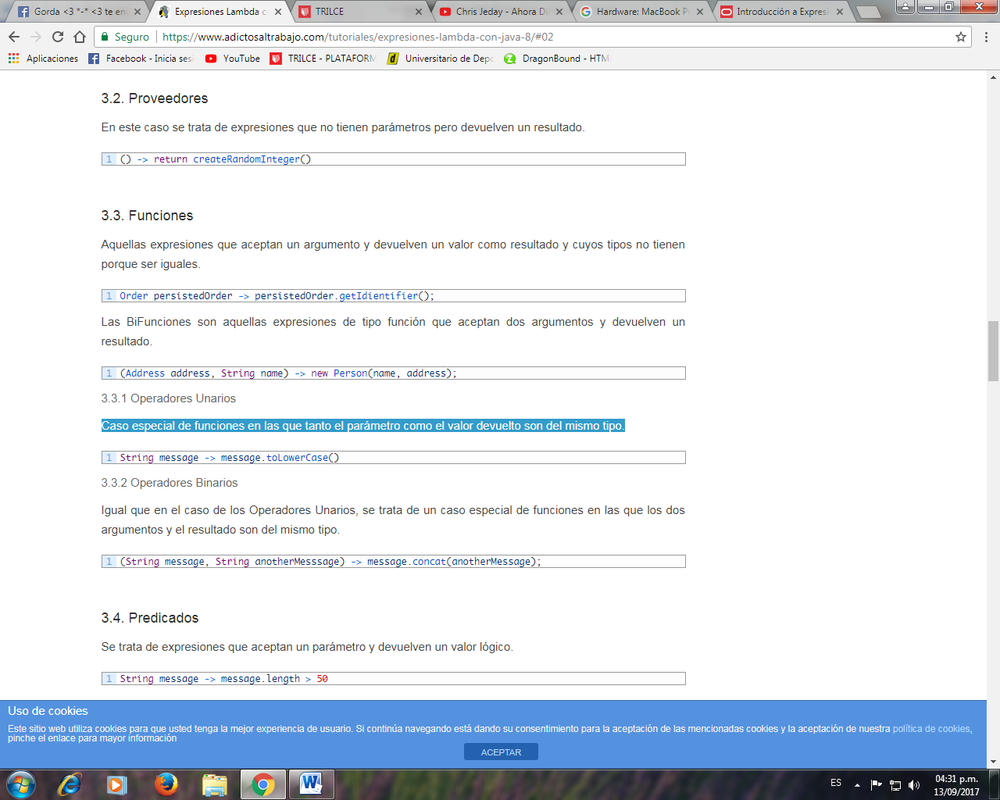 Gorda <3 *-* <3 te en
Expresiones Lambda c
TRILCE
Chris Jeday - Ahora Di
Hardware: MacBook P
Introducción a Expresi
Seguro
https://www.adictosaltrabajo.com/tutoriales/expresiones-lambda-con-java-8/#02
Aplicaciones
Facebook - Inicia ses
YouTube
TRILCE - PLATAFORM
Universitario de Depo
DragonBound - HTM
3.2. Proveedores
En este caso se trata de expresiones que no tienen parámetros pero devuelven un resultado.
1 () -> return createRandomInteger()
3.3. Funciones
Aquellas expresiones que aceptan un argumento y devuelven un valor como resultado y cuyos tipos no tienen
porque ser iguales.
1 Order persistedOrder -> persistedOrder.getIdientifier();
Las BiFunciones son aquellas expresiones de tipo función que aceptan dos argumentos y devuelven un
resultado.
1 (Address address, String name) -> new Person(name, address);
3.3.1 Operadores Unarios
Caso especial de funciones en las que tanto el parámetro como el valor devuelto son del mismo tipo.
1 String message -> message.toLowerCase()
3.3.2 Operadores Binarios
Igual que en el caso de los Operadores Unarios, se trata de un caso especial de funciones en las que los dos
argumentos y el resultado son del mismo tipo.
1 (String message, String anotherMesssage) -> message.concat(anotherMessage);
3.4. Predicados
Se trata de expresiones que aceptan un parámetro y devuelven un valor lógico.
1 String message -> message.length > 50
Uso de cookies
Este sitio web utiliza cookies para que usted tenga la mejor experiencia de usuario. Si continúa navegando está dando su consentimiento para la aceptación de las mencionadas cookies y la aceptación de nuestra política de cookies,
pinche el enlace para mayor información
ACEPTAR
ES
04:31 p.m.
13/09/2017